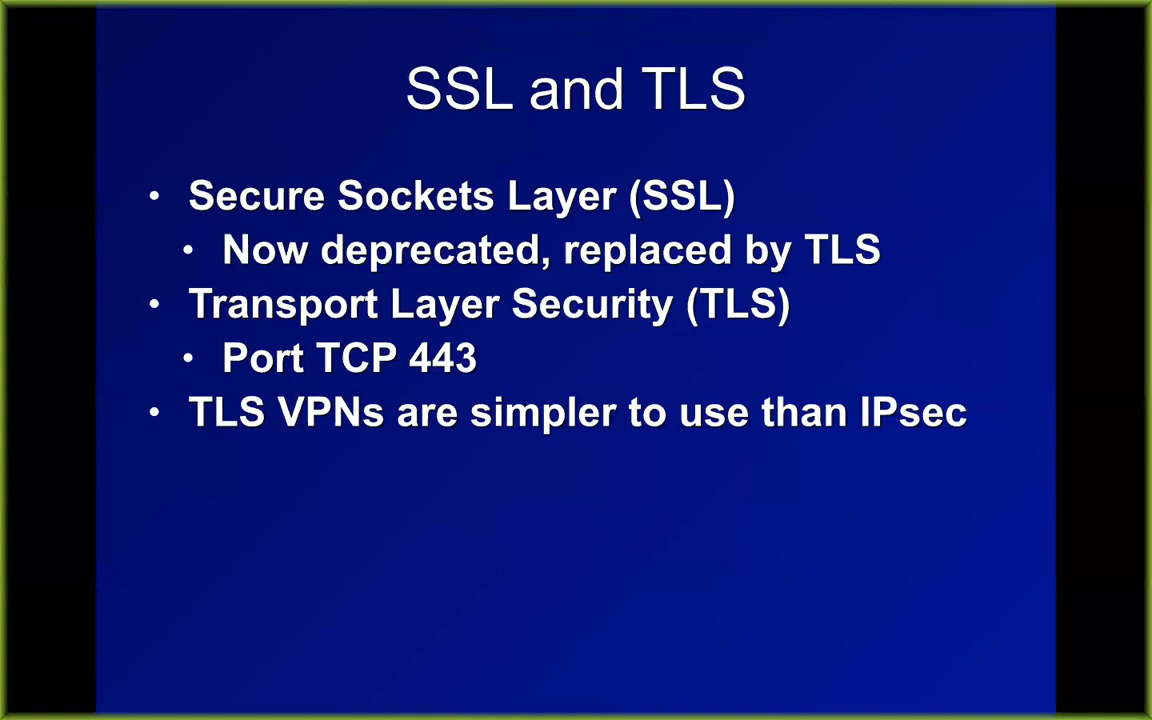 SSL and TLS
• Secure Sockets Layer (SSL)
• Now deprecated, replaced by TLS
• Transport Layer Security (TLS)
• Port TCP 443
• TLS VPNs are simpler to use than IPsec